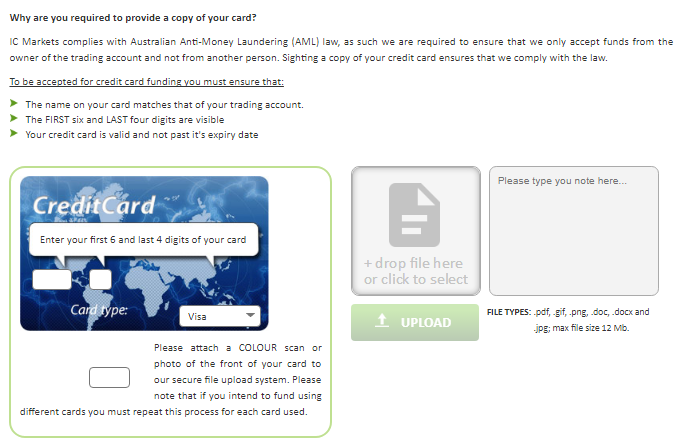 Why are you required to provide a copy of your card?
IC Markets complies with Australian Anti-Money Laundering (AML) law, as such we are required to ensure that we only accept funds from the
owner of the trading account and not from another person. Sighting a copy of your credit card ensures that we comply with the law.
To be accepted for credit card funding you must ensure that:
The name on your card matches that of your trading account.
The FIRST six and LAST four digits are visible
Your credit card is valid and not past it's expiry date
CreditCard
Enter your first 6 and last 4 digits of your card
Card type:
Visa
Please attach a COLOUR scan or
photo of the front of your card to
our secure file upload system. Please
note that if you intend to fund using
different cards you must repeat this process for each card used.
+ drop file here
or click to select
UPLOAD
Please type you note here...
FILE TYPES: .pdf, .gif, .png, .doc, .docx and
.jpg; max file size 12 Mb.